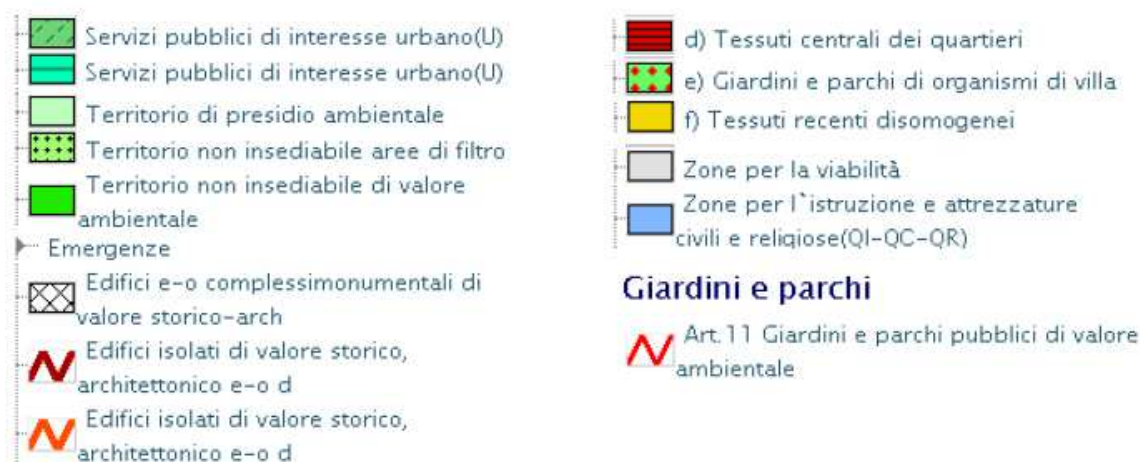 Servizi pubblici di interesse urbano(U)
Servizi pubblici di interesse urbano(U)
Territorio di presidio ambientale
Territorio non insediabile aree di filtro
Territorio non insediabile di valore
ambientale
Emergenze
Edifici e-o complessimonumentali di
valore storico-arch
Edifici isolati di valore storico,
architettonico e-o d
Edifici isolati di valore storico,
architettonico e-o d
d) Tessuti centrali dei quartieri
e) Giardini e parchi di organismi di villa
f) Tessuti recenti disomogenei
Zone per la viabilità
Zone per l`istruzione e attrezzature
civili e religiose(QI-QC-QR)
Giardini e parchi
Art.11 Giardini e parchi pubblici di valore
ambientale